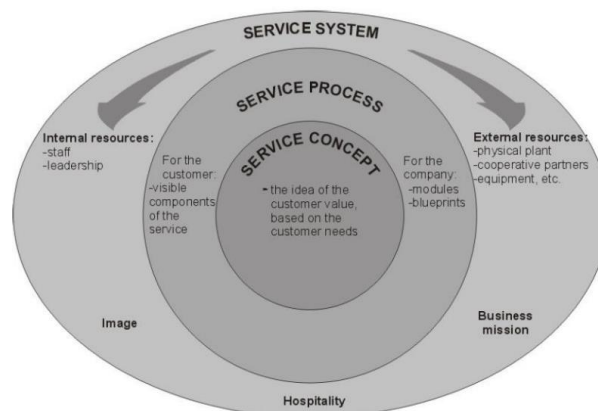 SERVICE SYSTEM
SERVICE PROCESS
SERVICE CONCEPT
Internal resources:
-staff
-leadership
External resources:
-physical plant
-cooperative partners
-equipment, etc.
For the
customer:
-visible
components
of the
service
- the idea of the
customer value,
based on the
customer needs
For the
company:
-modules
-blueprints
Image
Business
mission
Hospitality